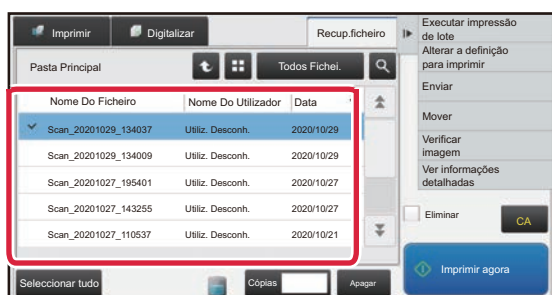 Imprimir
Digitalizar
Recup.ficheiro
Pasta Principal
Todos Fichei.
Nome Do Ficheiro Nome Do Utilizador Data
Scan_20201029_134037 Utiliz. Desconh. 2020/10/29
Scan_20201029_134009 Utiliz. Desconh. 2020/10/29
Scan_20201027_195401 Utiliz. Desconh. 2020/10/27
Scan_20201027_143255 Utiliz. Desconh. 2020/10/27
Scan_20201027_110537 Utiliz. Desconh. 2020/10/21
Seleccionar tudo
Cópias
Apagar
Executar impressão
de lote
Alterar a definição
para imprimir
Enviar
Mover
Verificar
imagem
Ver informações
detalhadas
Eliminar
CA
Imprimir agora